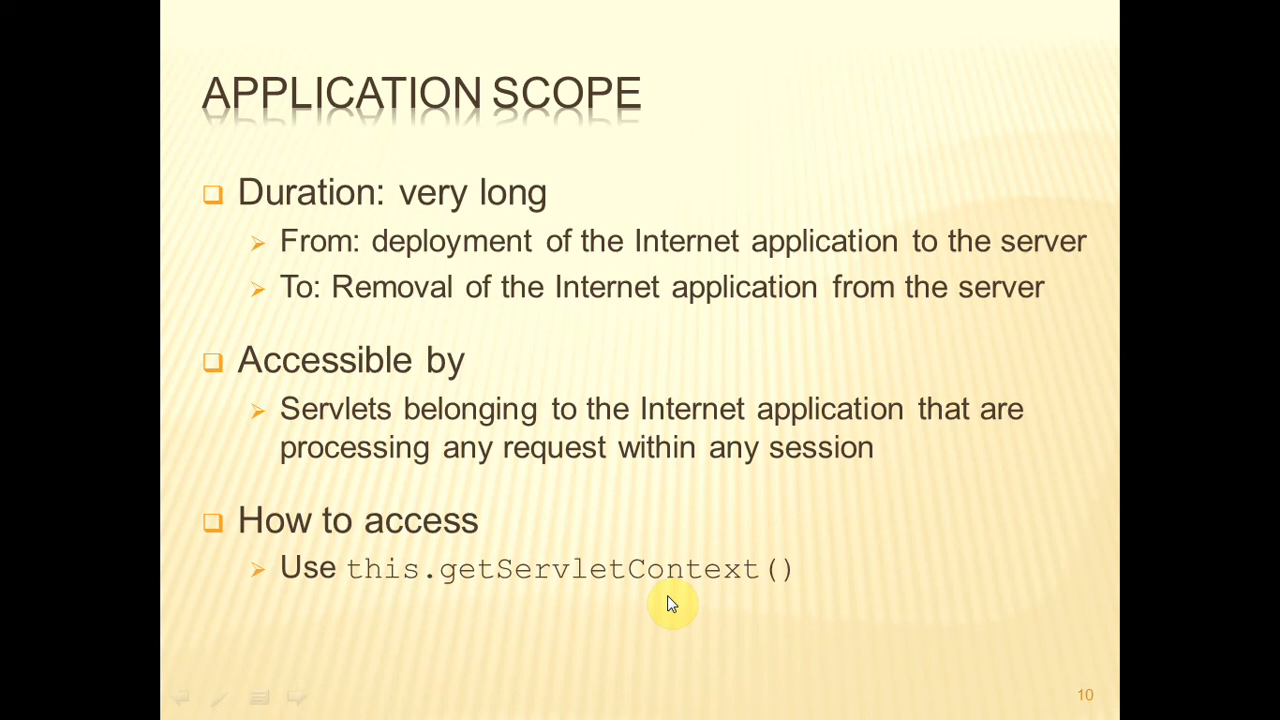 APPLICATION SCOPE
Duration: very long
From: deployment of the Internet application to the server
To: Removal of the Internet application from the server
Accessible by
Servlets belonging to the Internet application that are
processing any request within any session
How to access
Use this.getServletContext()
10